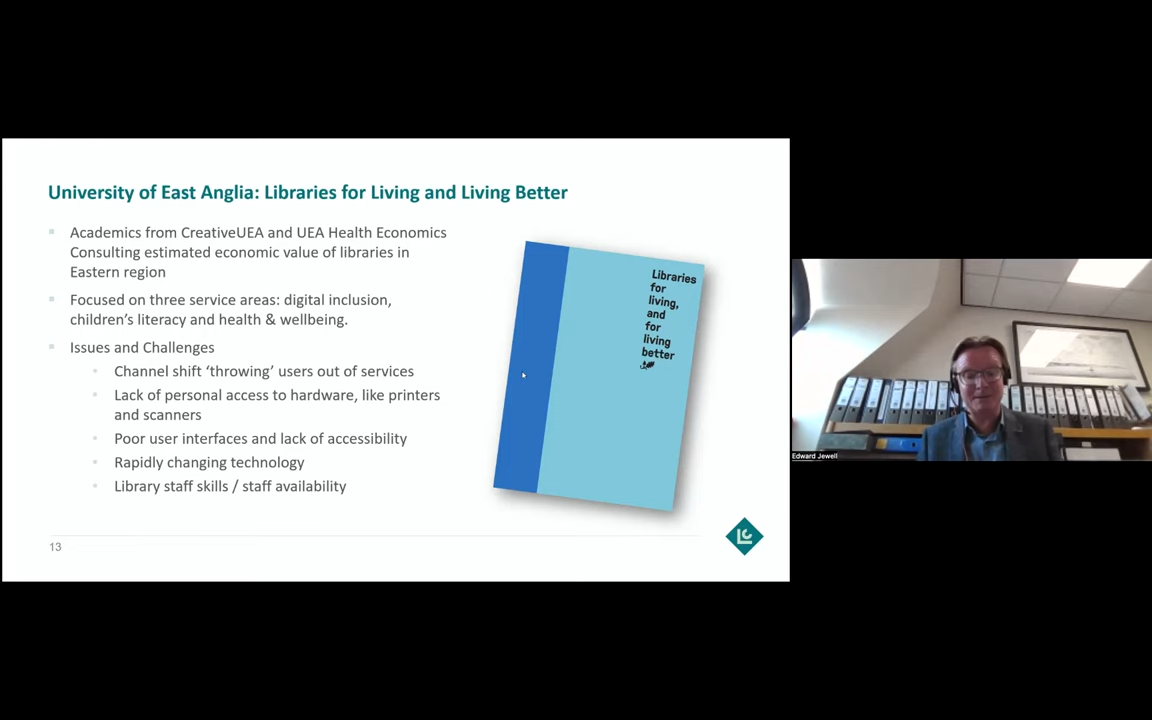 University of East Anglia: Libraries for Living and Living Better
Academics from CreativeUEA and UEA Health Economics
Consulting estimated economic value of libraries in
Eastern region
Focused on three service areas: digital inclusion,
children's literacy and health & wellbeing.
Issues and Challenges
Channel shift 'throwing' users out of services
Lack of personal access to hardware, like printers
and scanners
Poor user interfaces and lack of accessibility
Rapidly changing technology
Library staff skills / staff availability
Libraries
for
living,
and
for
living
better
13
LC
Edward Jewell